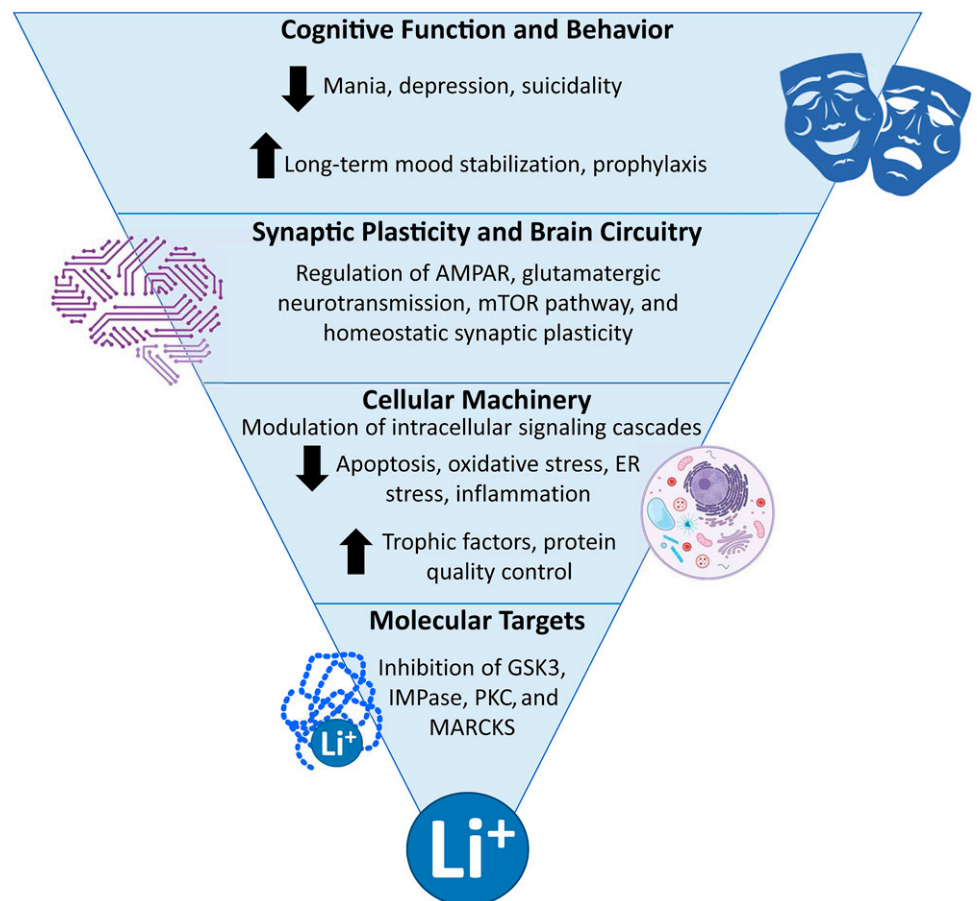 Cognitive Function and Behavior
Mania, depression, suicidality
Long-term mood stabilization, prophylaxis
Synaptic Plasticity and Brain Circuitry
Regulation of AMPAR, glutamatergic
neurotransmission, mTOR pathway, and
homeostatic synaptic plasticity
Cellular Machinery
Modulation of intracellular signaling cascades
Apoptosis, oxidative stress, ER
stress, inflammation
Trophic factors, protein
quality control
Molecular Targets
Inhibition of GSK3,
IMPase, PKC, and
MARCKS
Li⁺
Li⁺